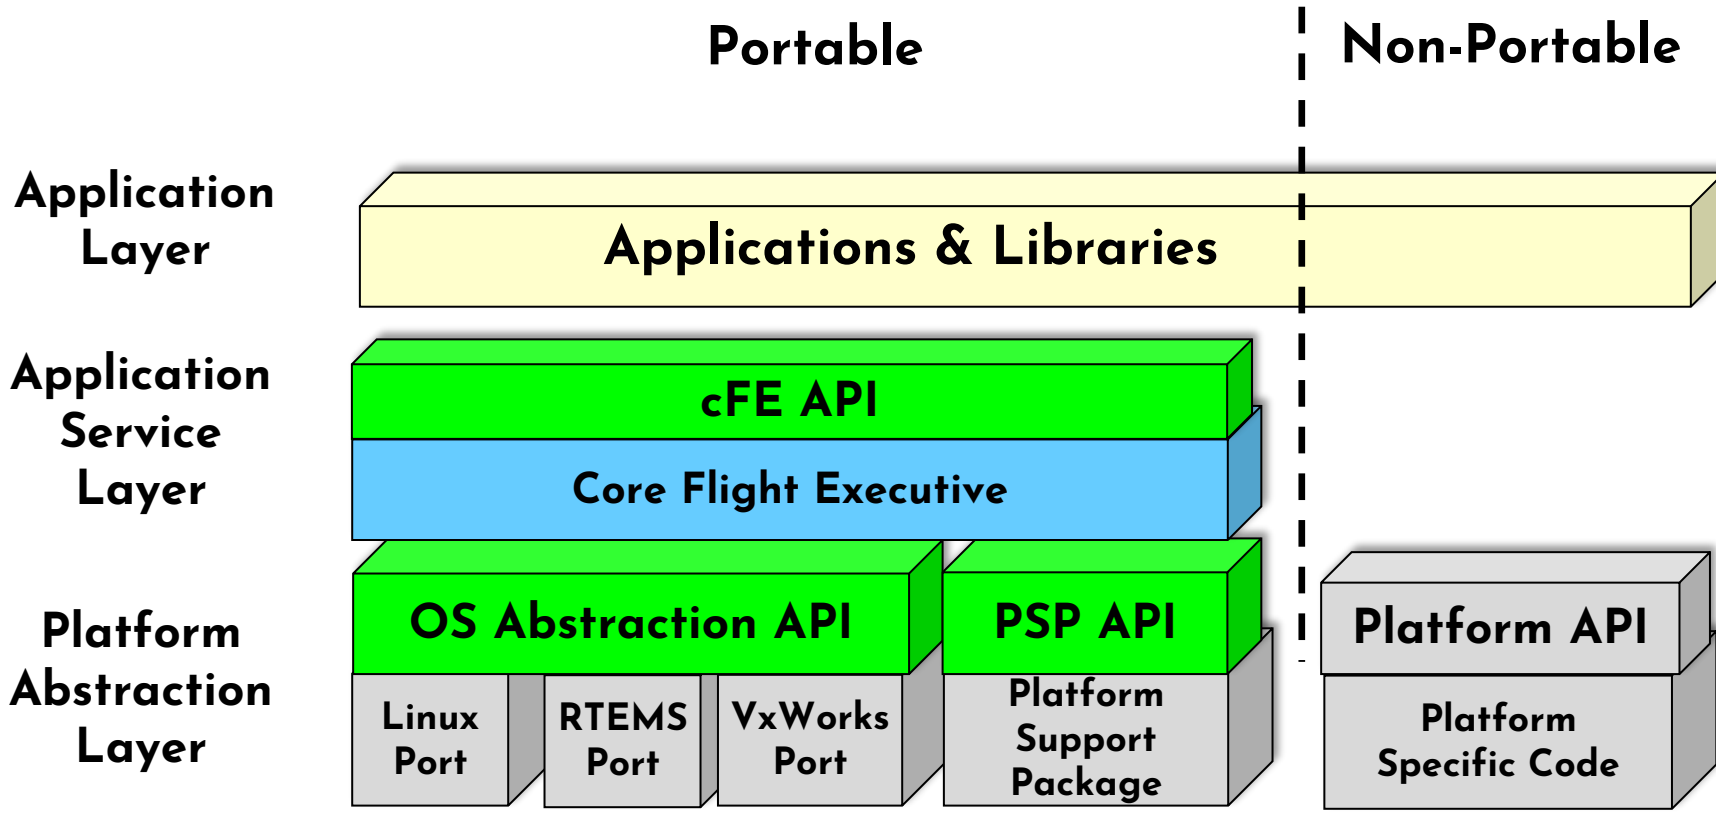 Portable
Non-Portable
Application
Layer
Applications & Libraries
Application
Service
Layer
cFE API
Core Flight Executive
Platform
Abstraction
Layer
OS Abstraction API
PSP API
Platform API
Linux
Port
RTEMS
Port
VxWorks
Port
Platform
Support
Package
Platform
Specific Code